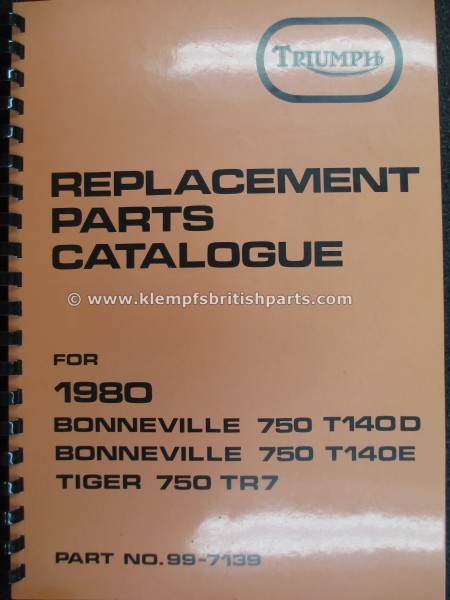 TRIUMPH
REPLACEMENT
PARTS
CATALOGUE
© www.klempfsbritishparts.com
FOR
1980
BONNEVILLE 750 T140D
BONNEVILLE 750 T140E
TIGER 750 TR7
PART NO. 99-7139